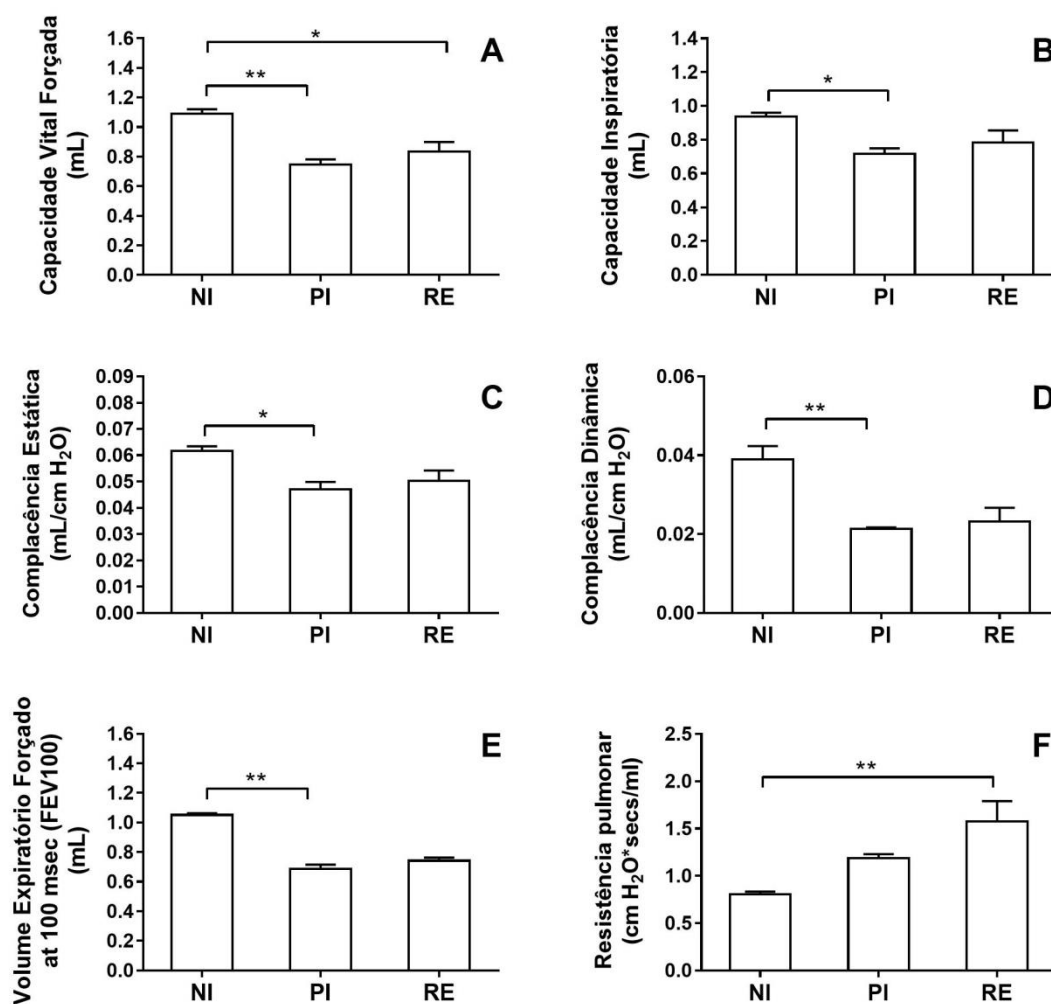 A
Capacidade Vital Forçada
(mL)
1.6
1.4
1.2
1.0
0.8
0.6
0.4
0.2
0.0
*
**
NI
PI
RE
B
Capacidade Inspiratória
(mL)
1.4
1.2
1.0
0.8
0.6
0.4
0.2
0.0
*
NI
PI
RE
C
Complacência Estática
(mL/cm H₂O)
0.09
0.08
0.07
0.06
0.05
0.04
0.03
0.02
0.01
0.00
*
NI
PI
RE
D
Complacência Dinâmica
(mL/cm H₂O)
0.06
0.04
0.02
0.00
**
NI
PI
RE
E
Volume Expiratório Forçado
at 100 msec (FEV100)
(mL)
1.6
1.4
1.2
1.0
0.8
0.6
0.4
0.2
0.0
**
NI
PI
RE
F
Resistência pulmonar
(cm H₂O*secs/ml)
2.5
2.0
1.5
1.0
0.5
0.0
**
NI
PI
RE